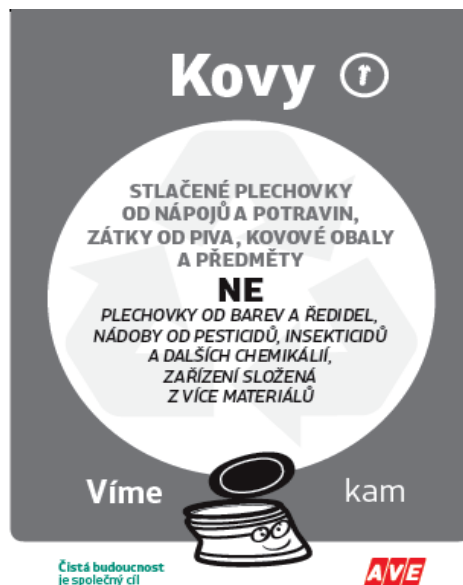 Kovy
STLAČENÉ PLECHOVKY
OD NÁPOJŮ A POTRAVIN,
ZÁTKY OD PIVA, KOVOVÉ OBALY
A PŘEDMĚTY
NE
PLECHOVKY OD BAREV A ŘEDIDEL,
NÁDOBY OD PESTICIDŮ, INSEKTICIDŮ
A DALŠÍCH CHEMIKÁLIÍ,
ZAŘÍZENÍ SLOŽENÁ
Z VÍCE MATERIÁLŮ
Víme kam
Čistá budoucnost
je společný cíl
AVE